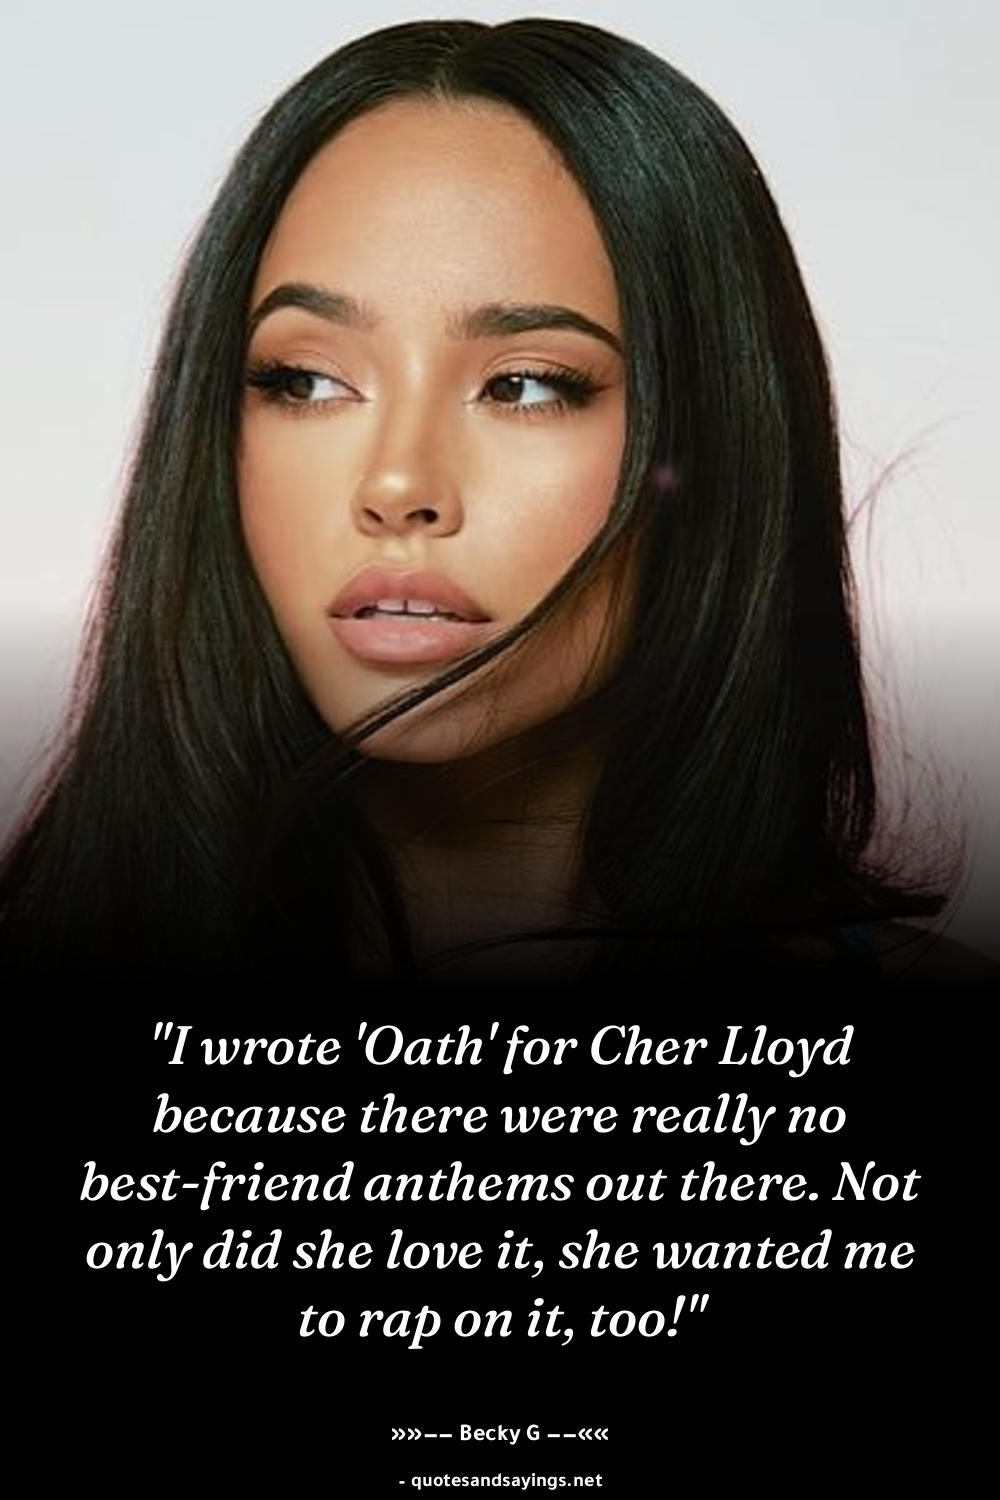 "I wrote 'Oath' for Cher Lloyd
because there were really no
best-friend anthems out there. Not
only did she love it, she wanted me
to rap on it, too!"
»»–– Becky G ––««
- quotesandsayings.net